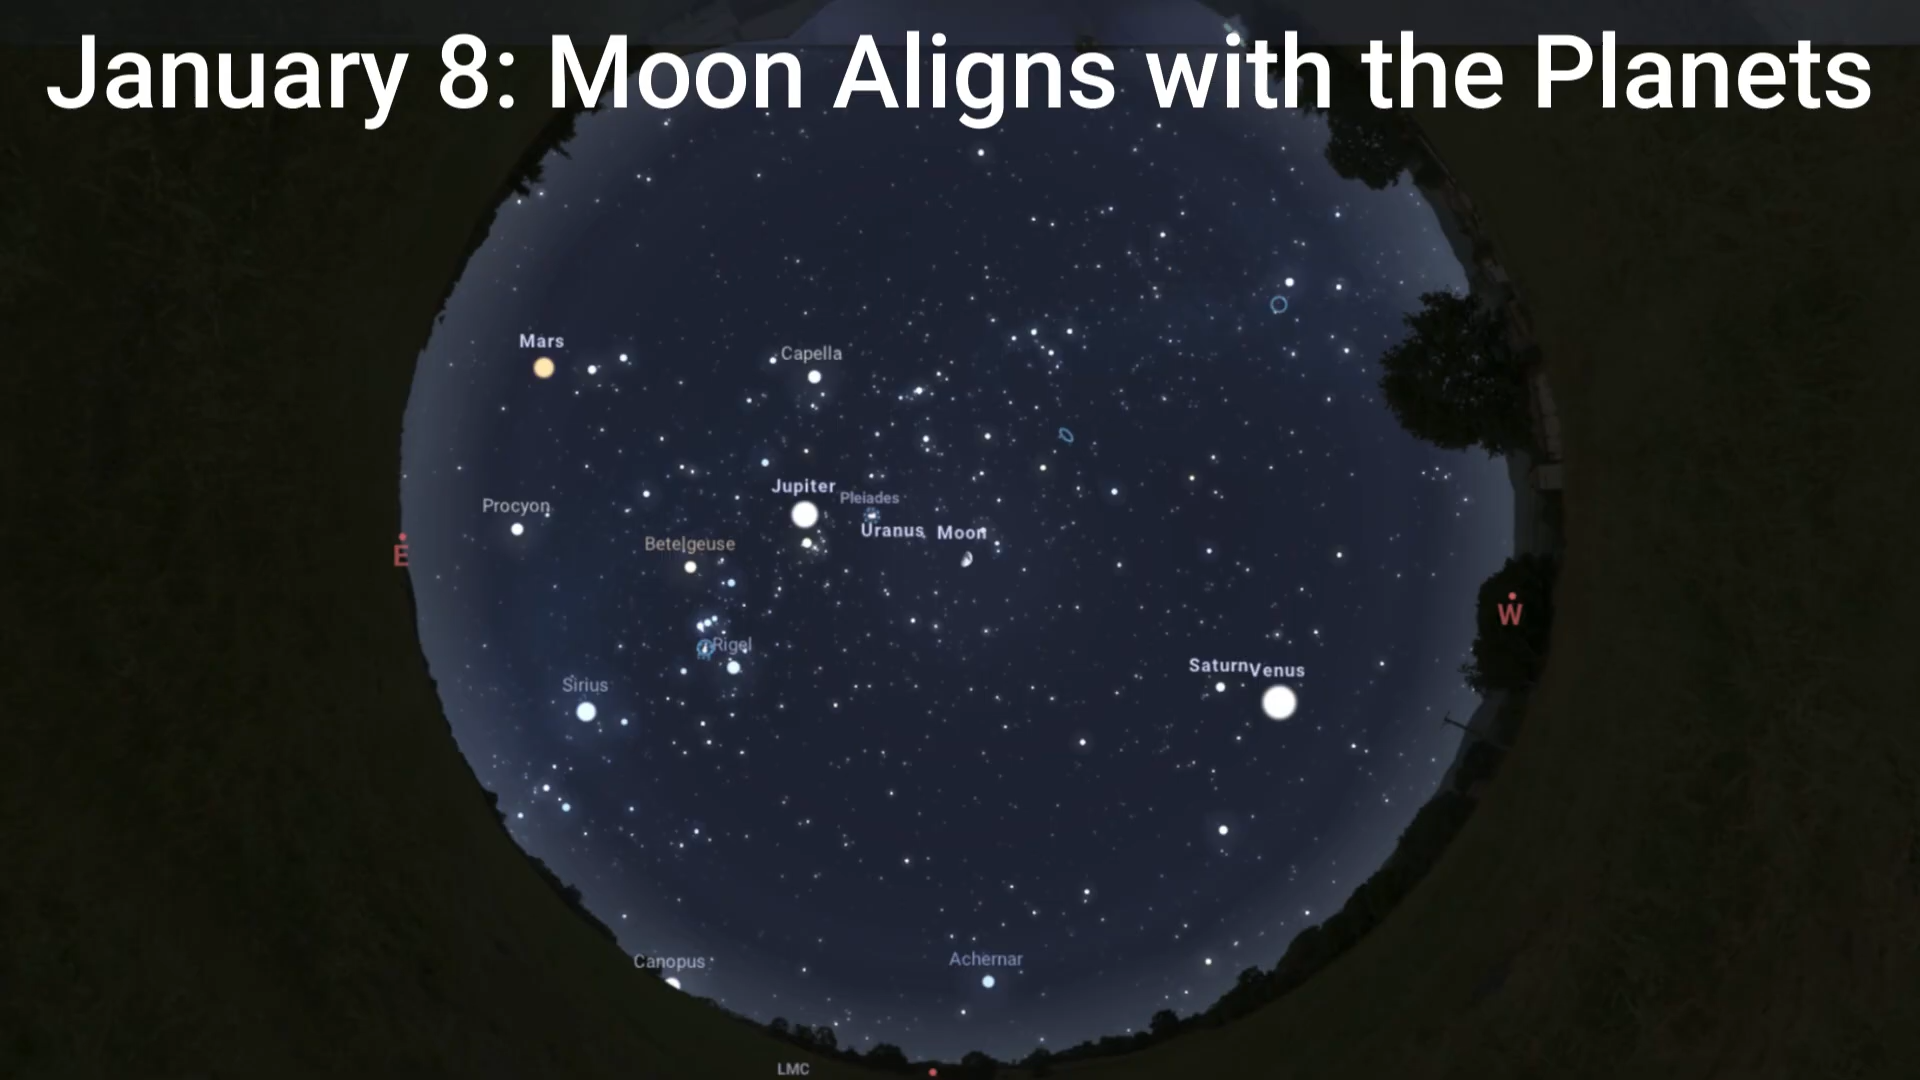 January 8: Moon Aligns with the Planets
Mars
Capella
Jupiter
Pleiades
Procyon
Uranus
Moon
Betelgeuse
E
W
Rigel
Saturn
Venus
Sirius
Canopus
Achernar
LMC